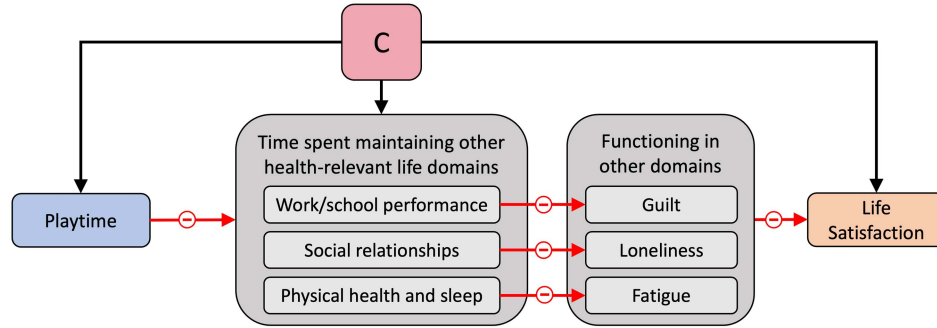 C
Time spent maintaining other
health-relevant life domains
Functioning in
other domains
Playtime
Work/school performance
Guilt
Social relationships
Loneliness
Physical health and sleep
Fatigue
Life
Satisfaction